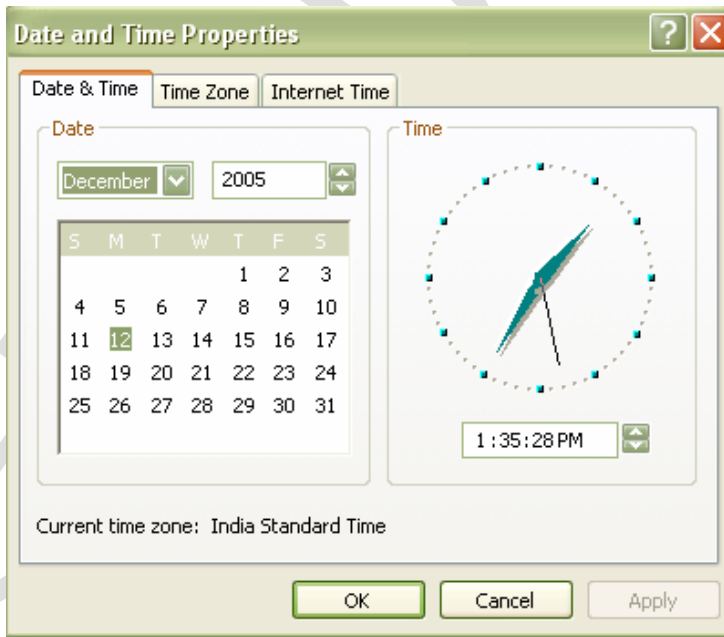 Date and Time Properties
Date & Time Time Zone Internet Time
Date
December 2005
S M T W T F S
1 2 3
4 5 6 7 8 9 10
11 12 13 14 15 16 17
18 19 20 21 22 23 24
25 26 27 28 29 30 31
Time
1:35:28 PM
Current time zone: India Standard Time
OK Cancel Apply